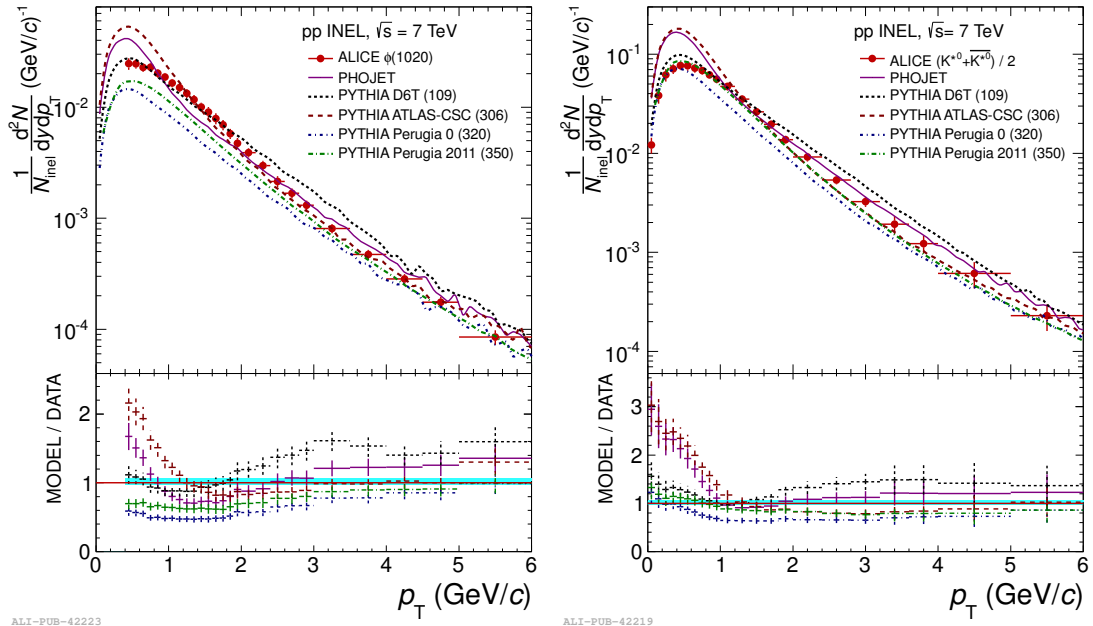 pp INEL, √s = 7 TeV
ALICE ϕ(1020)
PHOJET
PYTHIA D6T (109)
PYTHIA ATLAS-CSC (306)
PYTHIA Perugia 0 (320)
PYTHIA Perugia 2011 (350)
1/N_inel d²N/dydp_T (GeV/c)⁻¹
10⁻¹
10⁻²
10⁻³
10⁻⁴
MODEL / DATA
2
1
0
0 1 2 3 4 5 6
p_T (GeV/c)
ALI-PUB-42223
pp INEL, √s= 7 TeV
ALICE (K*⁰+K̅*⁰) / 2
PHOJET
PYTHIA D6T (109)
PYTHIA ATLAS-CSC (306)
PYTHIA Perugia 0 (320)
PYTHIA Perugia 2011 (350)
1/N_inel d²N/dydp_T (GeV/c)⁻¹
10⁻¹
10⁻²
10⁻³
10⁻⁴
MODEL / DATA
3
2
1
0
0 1 2 3 4 5 6
p_T (GeV/c)
ALI-PUB-42219